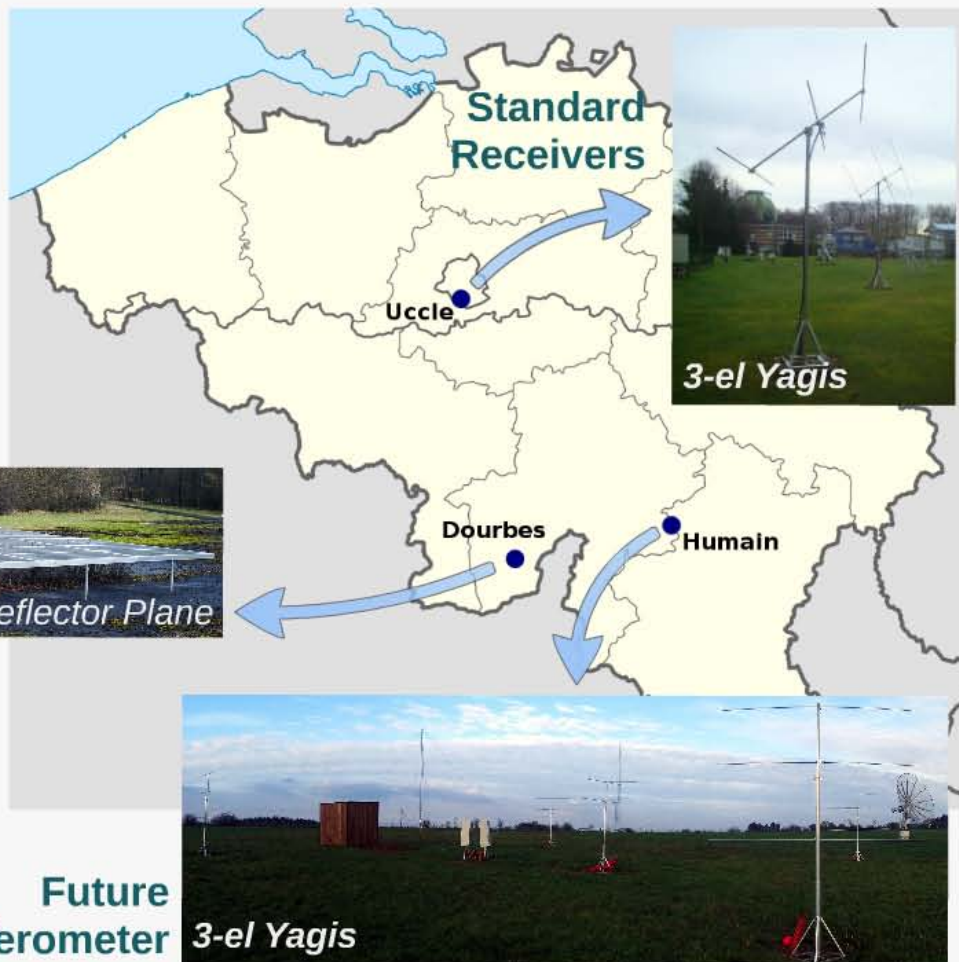 Standard
Receivers
Uccle
3-el Yagis
Dourbes
Humain
eflector Plane
Future
erometer
3-el Yagis